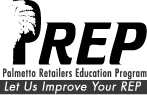 PREP
Palmetto Retailers Education Program
Let Us Improve Your REP